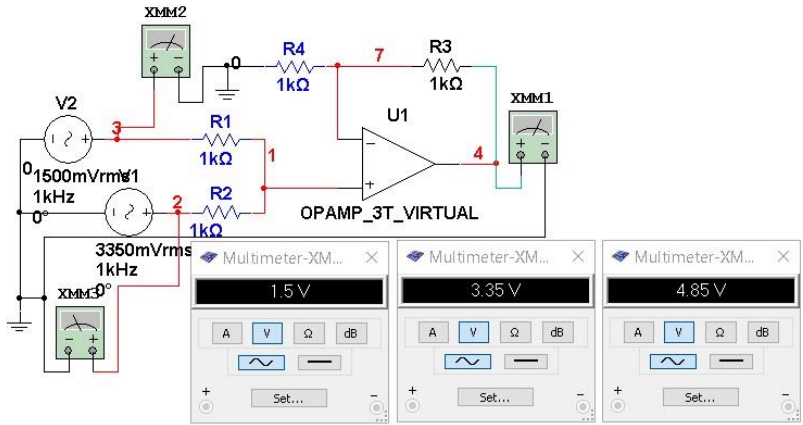 XMM2
+ −
0
R4
1kΩ
7
R3
1kΩ
XMM1
+ −
V2
3
R1
1kΩ
1
U1
4
0
1500mVrms
1kHz
0°
V1
2
R2
1kΩ
OPAMP_3T_VIRTUAL
3350mVrms
1kHz
0°
XMM3
− +
Multimeter-XM...
1.5 V
A V Ω dB
+ −
Set...
Multimeter-XM...
3.35 V
A V Ω dB
+ −
Set...
Multimeter-XM...
4.85 V
A V Ω dB
+ −
Set...